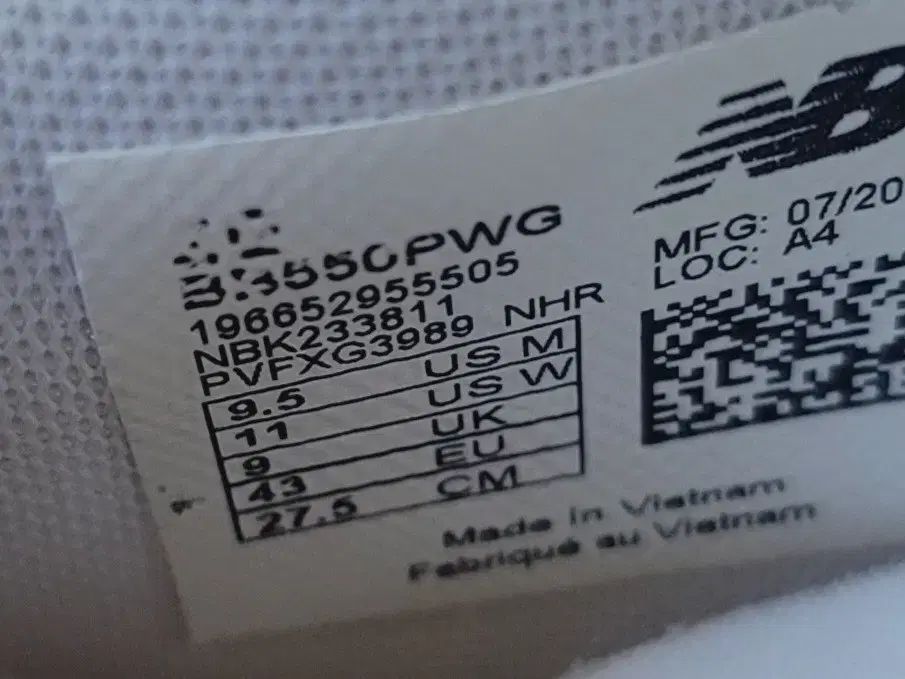 NB
MFG: 07/20
LOC: A4
196652955505
NBK233811
PVFXG3989 NHR
9.5 US M
11 US W
9 UK
43 EU
27.5 CM
Made in Vietnam
Fabriqué au Vietnam